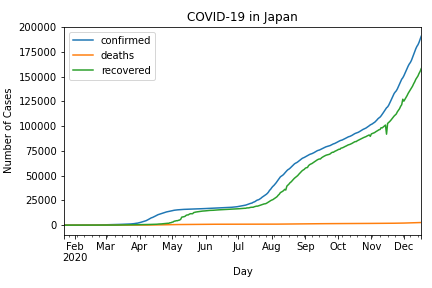 COVID-19 in Japan
confirmed
deaths
recovered
200000
175000
150000
125000
100000
75000
50000
25000
0
Number of Cases
Feb Mar Apr May Jun Jul Aug Sep Oct Nov Dec
2020
Day